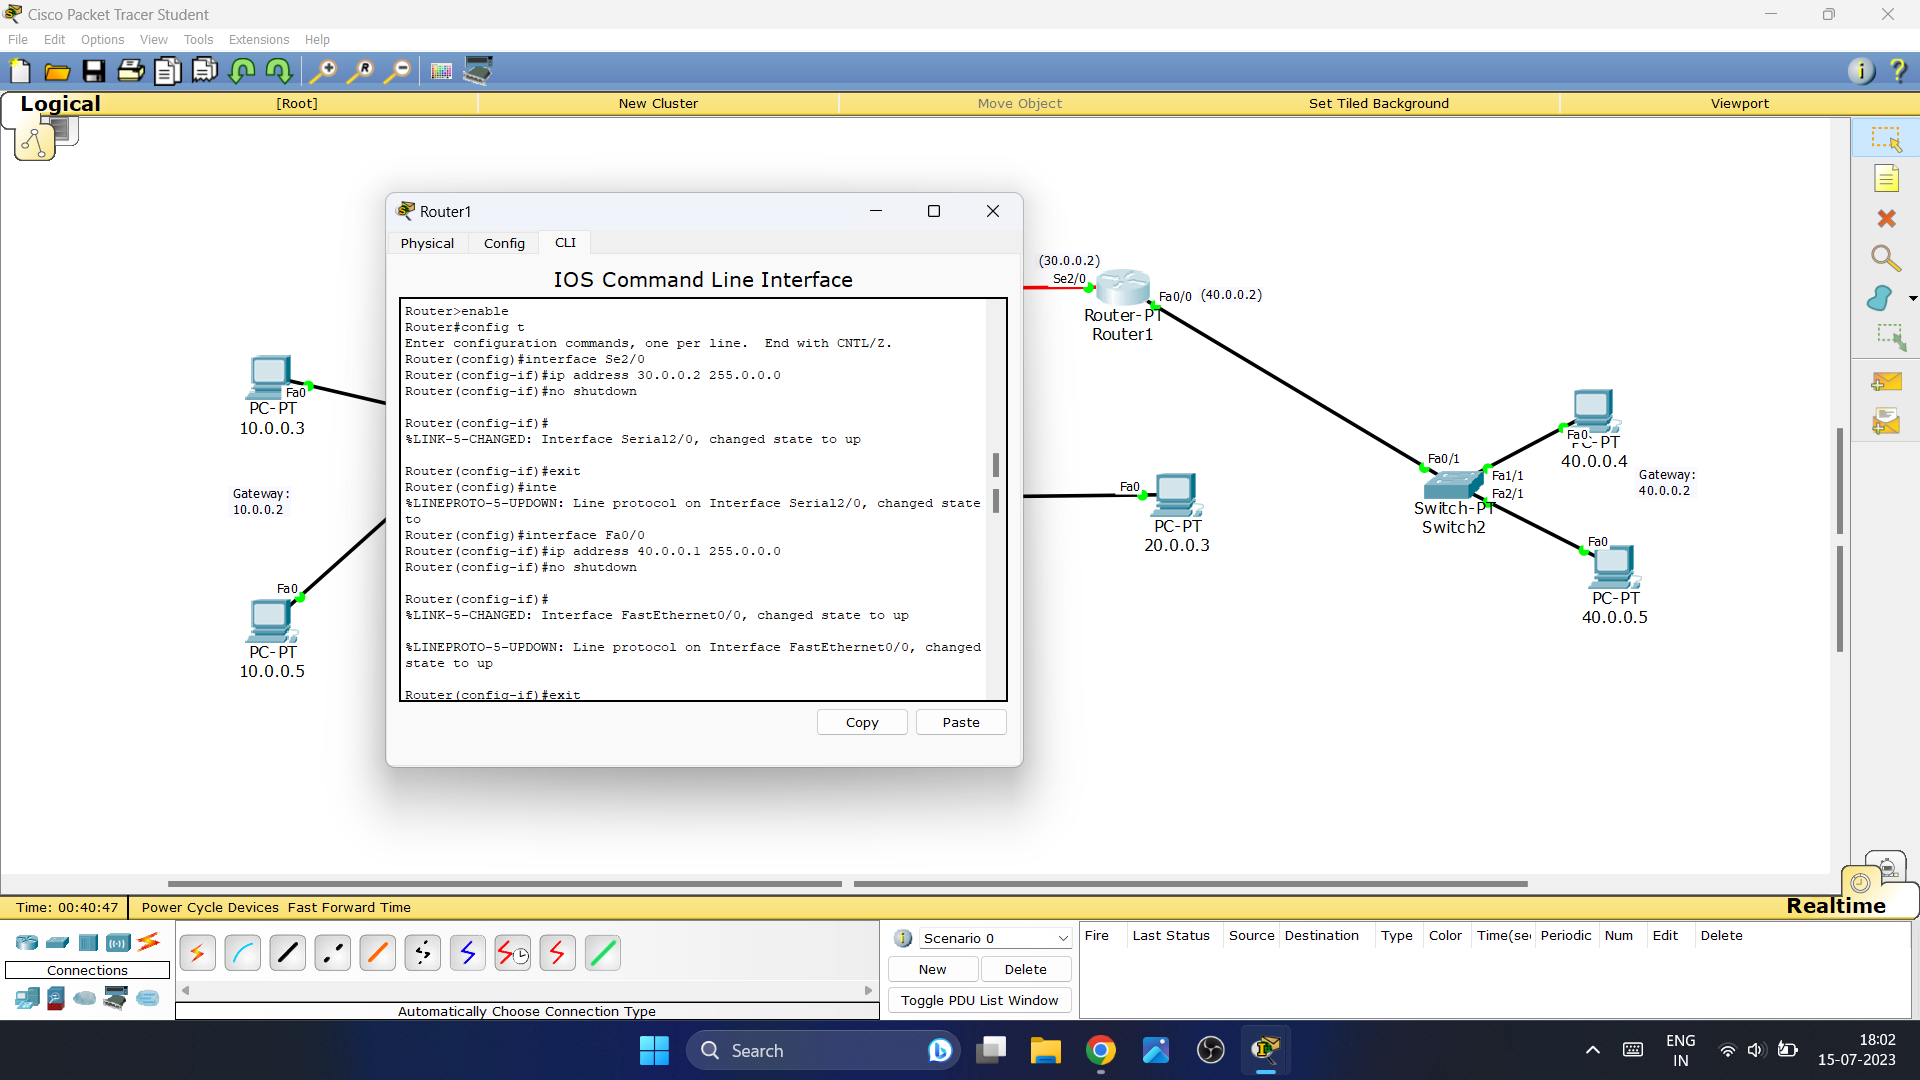 Cisco Packet Tracer Student
File Edit Options View Tools Extensions Help
Logical [Root] New Cluster Move Object Set Tiled Background Viewport
Router1
Physical Config CLI
IOS Command Line Interface
Router>enable
Router#config t
Enter configuration commands, one per line.  End with CNTL/Z.
Router(config)#interface Se2/0
Router(config-if)#ip address 30.0.0.2 255.0.0.0
Router(config-if)#no shutdown
Router(config-if)#
%LINK-5-CHANGED: Interface Serial2/0, changed state to up
Router(config-if)#exit
Router(config)#inte
%LINEPROTO-5-UPDOWN: Line protocol on Interface Serial2/0, changed state
to
Router(config)#interface Fa0/0
Router(config-if)#ip address 40.0.0.1 255.0.0.0
Router(config-if)#no shutdown
Router(config-if)#
%LINK-5-CHANGED: Interface FastEthernet0/0, changed state to up
%LINEPROTO-5-UPDOWN: Line protocol on Interface FastEthernet0/0, changed
state to up
Router(config-if)#exit
Copy Paste
Fa0
PC-PT
10.0.0.3
Gateway:
10.0.0.2
Fa0
PC-PT
10.0.0.5
(30.0.0.2)
Se2/0
Fa0/0 (40.0.0.2)
Router-PT
Router1
Fa0
PC-PT
20.0.0.3
Fa0/1
Fa1/1
Fa2/1
Switch-PT
Switch2
Fa0
PC-PT
40.0.0.4
Gateway:
40.0.0.2
Fa0
PC-PT
40.0.0.5
Time: 00:40:47 Power Cycle Devices Fast Forward Time
Realtime
Connections
Automatically Choose Connection Type
Scenario 0
New Delete
Toggle PDU List Window
Fire Last Status Source Destination Type Color Time(sec Periodic Num Edit Delete
Search
ENG
IN
18:02
15-07-2023